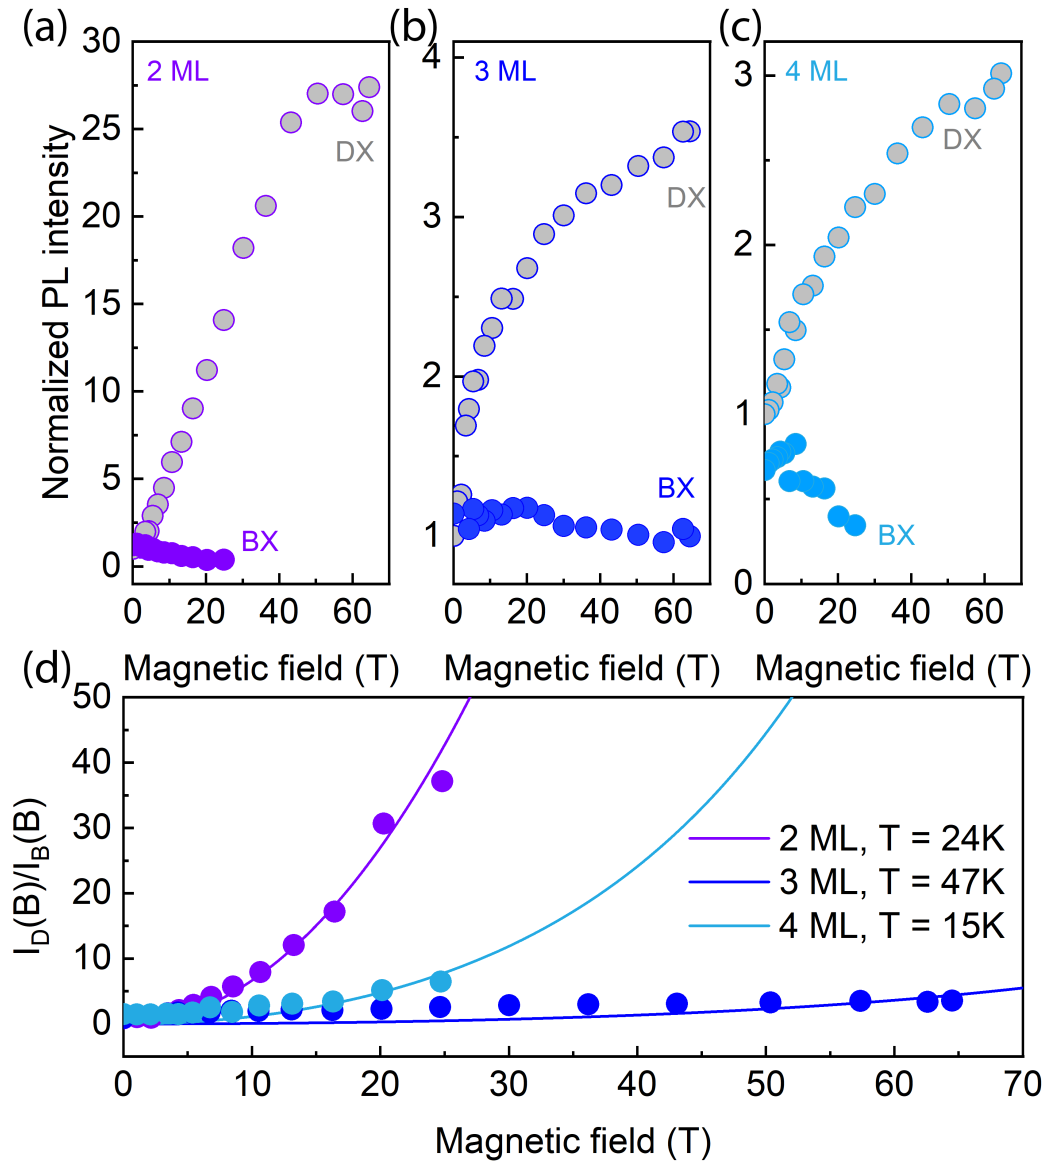 (a)
(b)
(c)
Normalized PL intensity
30
25
20
15
10
5
0
2 ML
DX
BX
0 20 40 60
Magnetic field (T)
4
3
2
1
3 ML
DX
BX
0 20 40 60
Magnetic field (T)
3
2
1
0
4 ML
DX
BX
0 20 40 60
Magnetic field (T)
(d)
I_D(B)/I_B(B)
50
40
30
20
10
0
2 ML, T = 24K
3 ML, T = 47K
4 ML, T = 15K
0 10 20 30 40 50 60 70
Magnetic field (T)